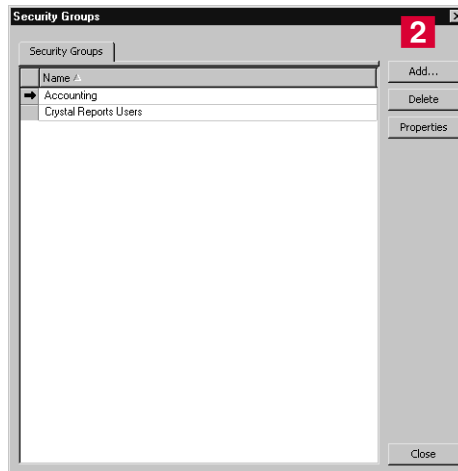 Security Groups
2
Security Groups
Add...
Name
Accounting
Delete
Crystal Reports Users
Properties
Close